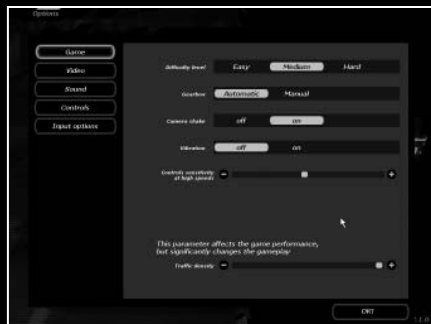 Options
Game
Video
Sound
Controls
Input options
Difficulty level Easy Medium Hard
Gearbox Automatic Manual
Camera shake off on
Vibration off on
Controls sensitivity
at high speeds
This parameter affects the game performance,
but significantly changes the gameplay
Traffic density